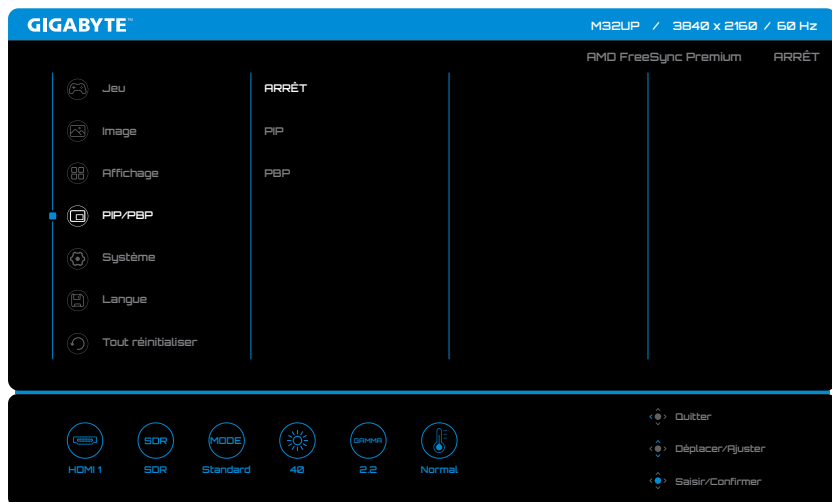 GIGABYTE™
M32UP / 3840 x 2160 / 60 Hz
AMD FreeSync Premium ARRÊT
Jeu
ARRÊT
Image
PIP
Affichage
PBP
PIP/PBP
Système
Langue
Tout réinitialiser
SDR
MODE
GAMMA
HDMI 1
SDR
Standard
40
2.2
Normal
Quitter
Déplacer/Ajuster
Saisir/Confirmer